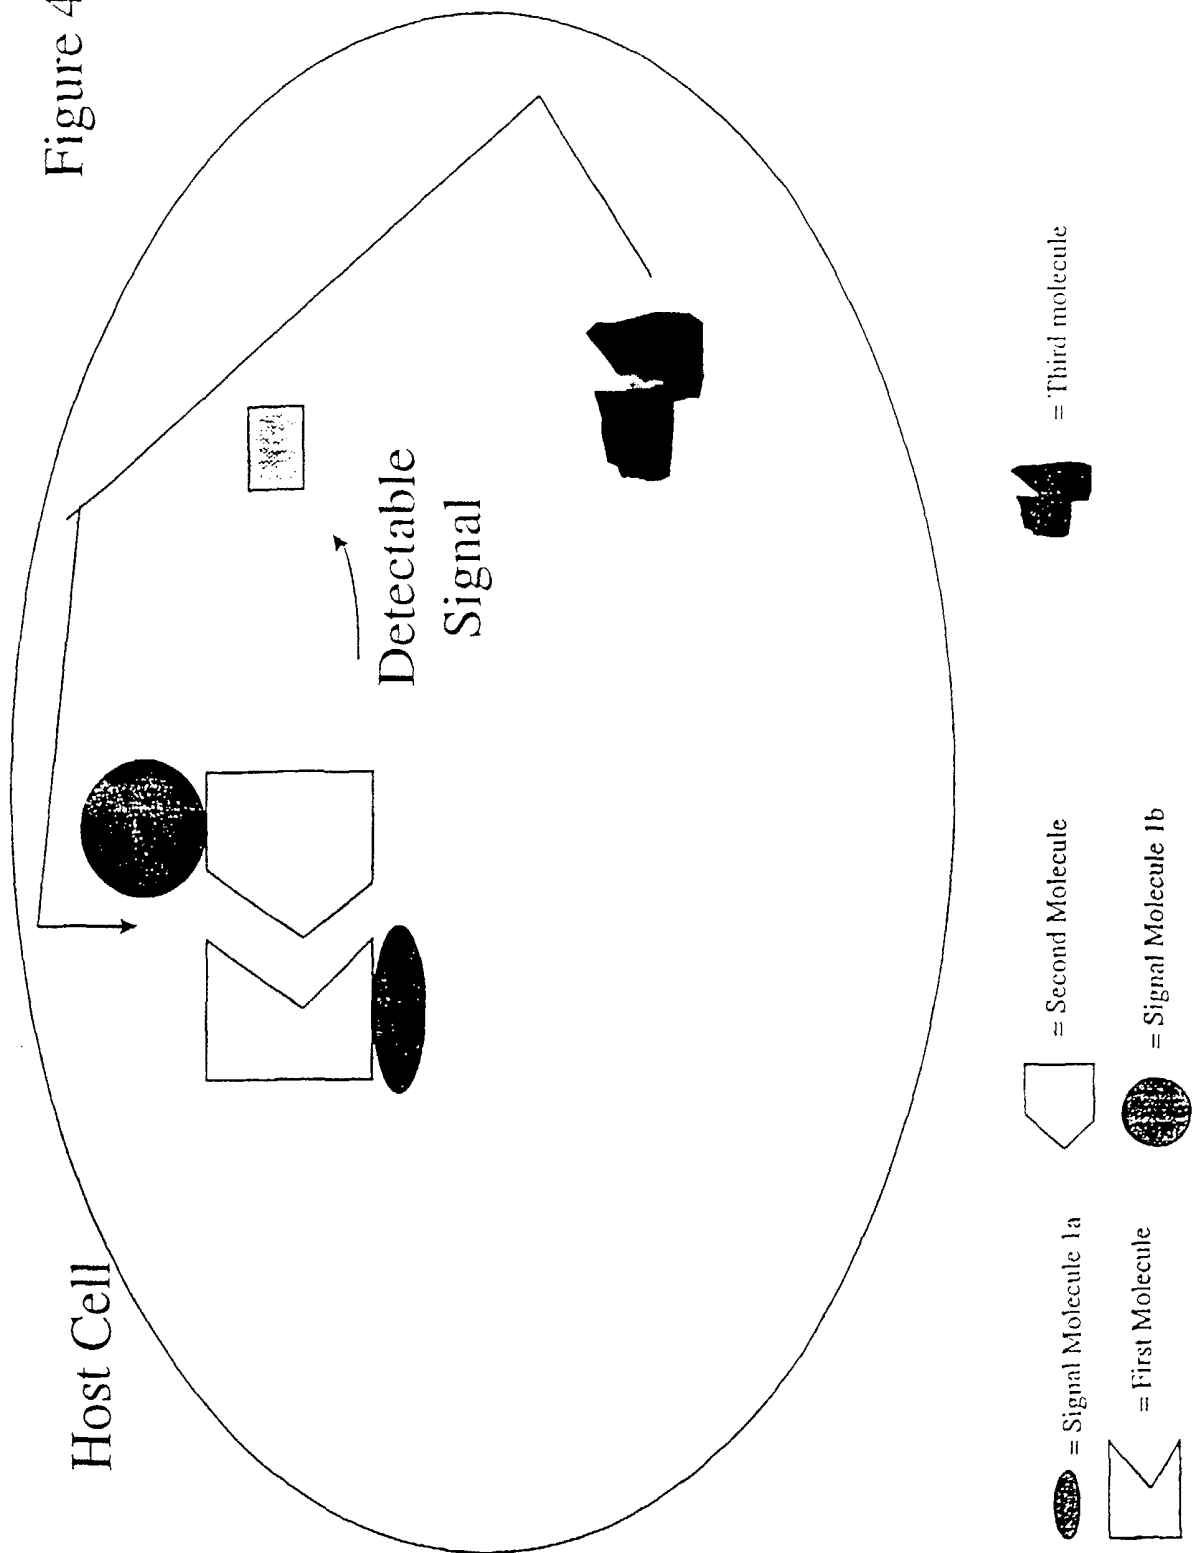 Figure 4
Host Cell
Detectable
Signal
= Signal Molecule 1a
= Second Molecule
= Third molecule
= First Molecule
= Signal Molecule 1b